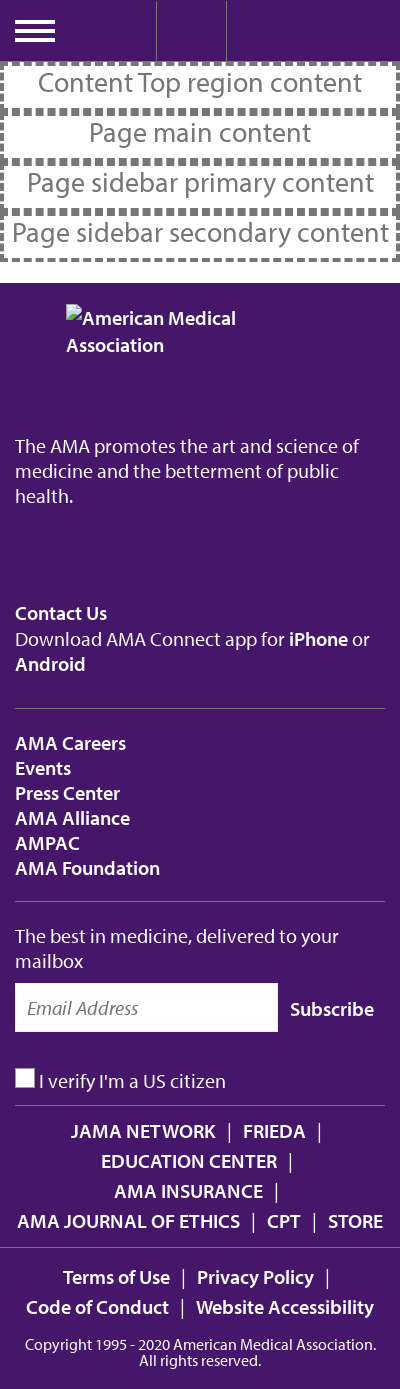 Content Top region content
Page main content
Page sidebar primary content
Page sidebar secondary content
American Medical
Association
The AMA promotes the art and science of
medicine and the betterment of public
health.
Contact Us
Download AMA Connect app for iPhone or
Android
AMA Careers
Events
Press Center
AMA Alliance
AMPAC
AMA Foundation
The best in medicine, delivered to your
mailbox
Email Address Subscribe
I verify I'm a US citizen
JAMA NETWORK | FRIEDA |
EDUCATION CENTER |
AMA INSURANCE |
AMA JOURNAL OF ETHICS | CPT | STORE
Terms of Use | Privacy Policy |
Code of Conduct | Website Accessibility
Copyright 1995 - 2020 American Medical Association.
All rights reserved.